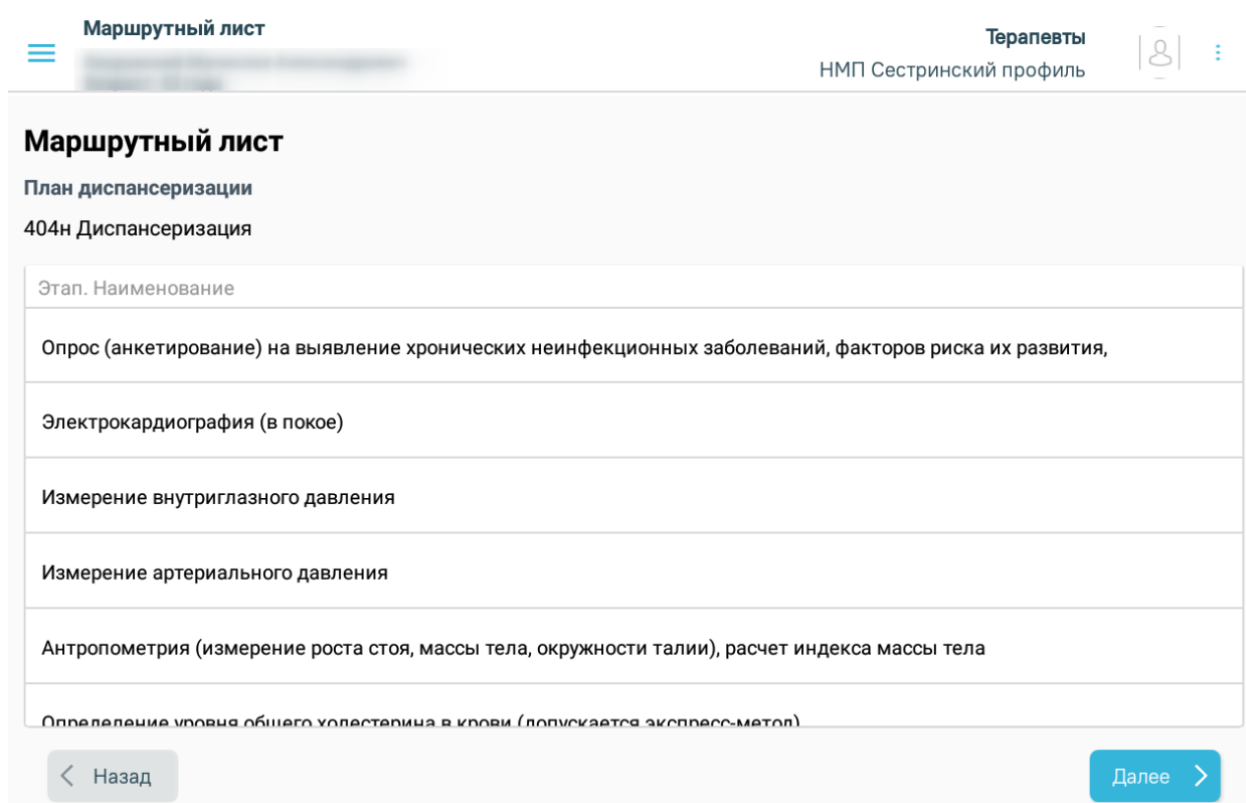 Маршрутный лист
Терапевты
НМП Сестринский профиль
Маршрутный лист
План диспансеризации
404н Диспансеризация
Этап. Наименование
Опрос (анкетирование) на выявление хронических неинфекционных заболеваний, факторов риска их развития,
Электрокардиография (в покое)
Измерение внутриглазного давления
Измерение артериального давления
Антропометрия (измерение роста стоя, массы тела, окружности талии), расчет индекса массы тела
Определение уровня общего холестерина в крови (допускается экспресс-метод)
Назад
Далее